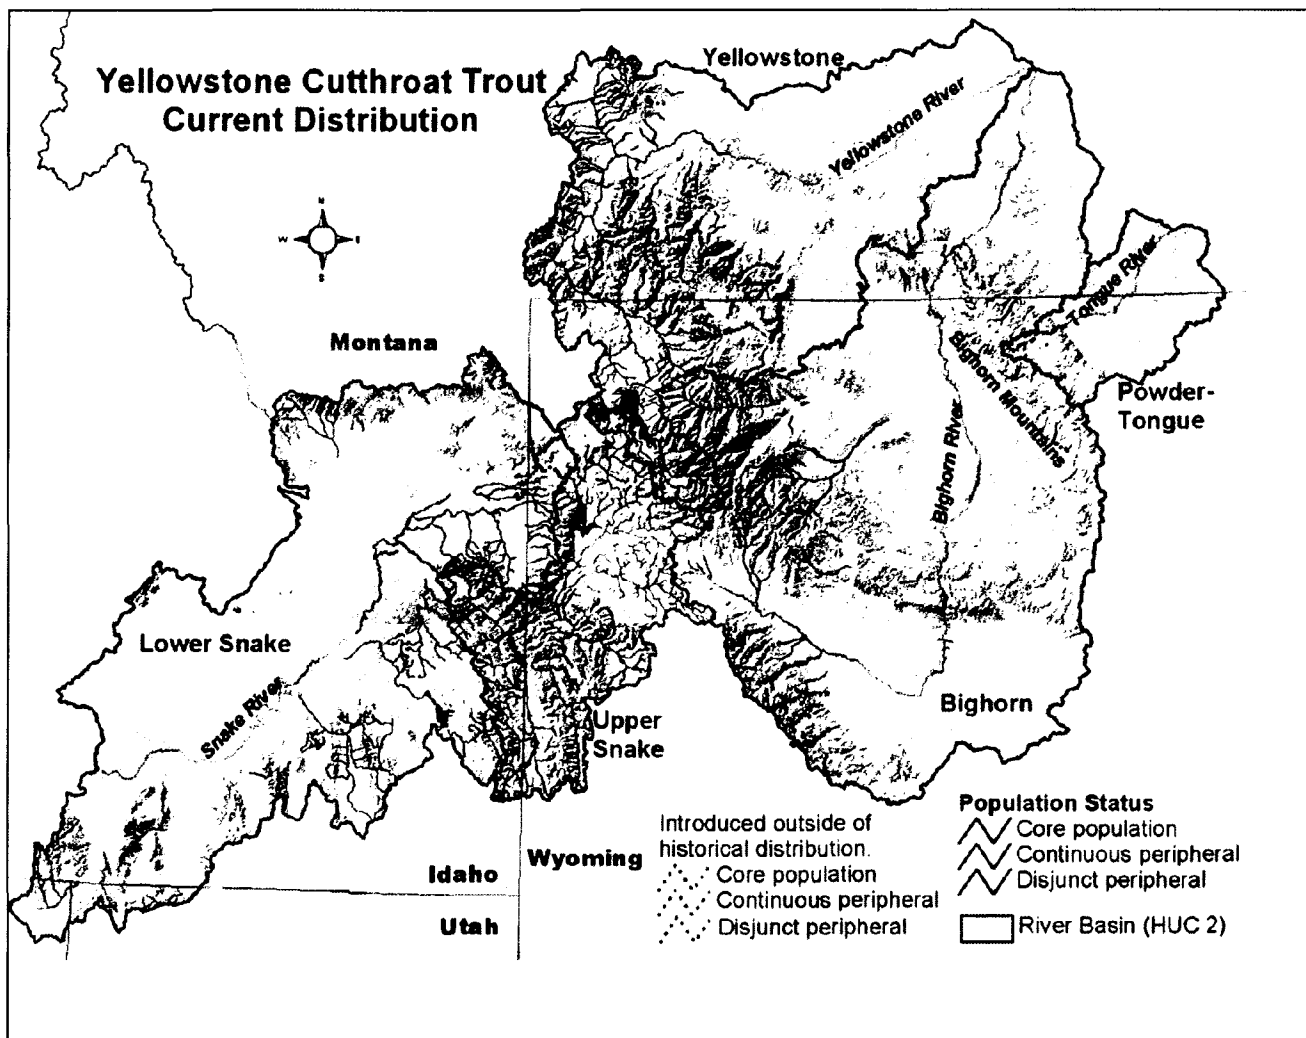 Yellowstone
Yellowstone Cutthroat Trout
Current Distribution
Yellowstone River
N
W
E
S
Tongue River
Montana
Bighorn Mountains
Powder-
Tongue
Bighorn River
Lower Snake
Snake River
Upper
Snake
Bighorn
Population Status
Core population
Continuous peripheral
Disjunct peripheral
River Basin (HUC 2)
Introduced outside of
historical distribution.
Core population
Continuous peripheral
Disjunct peripheral
Idaho
Wyoming
Utah